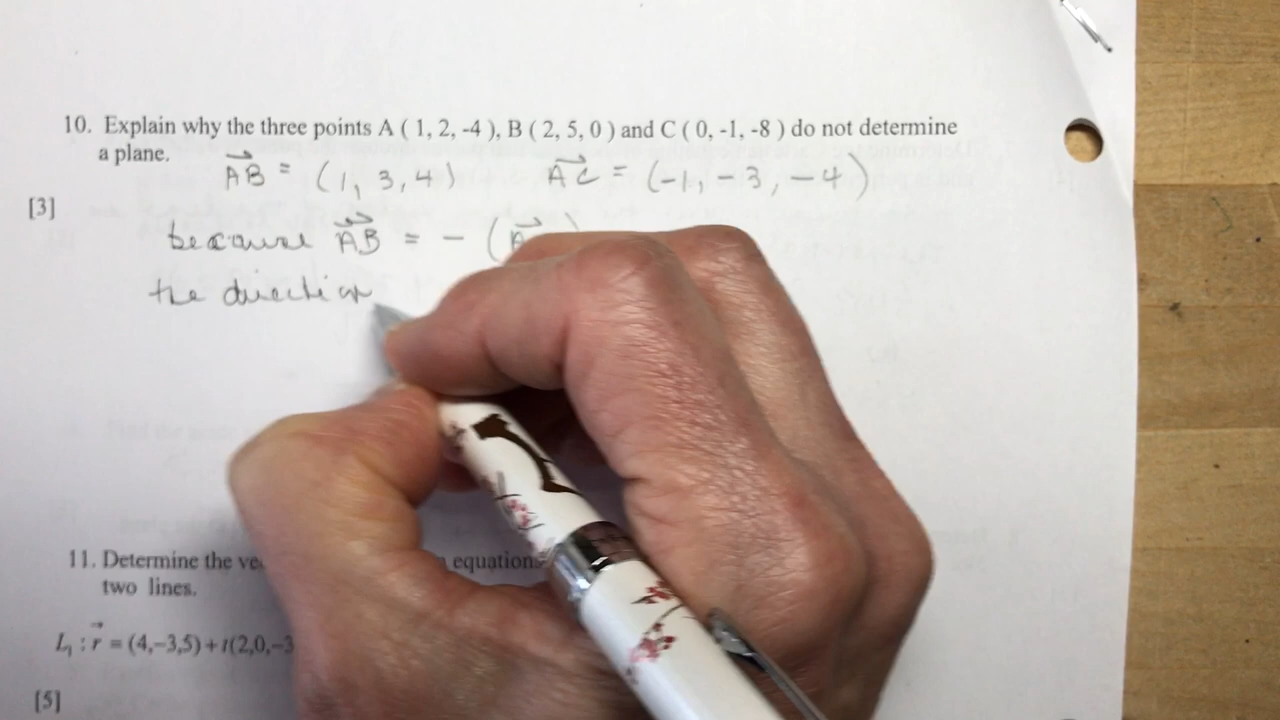 10. Explain why the three points A ( 1, 2, -4 ), B ( 2, 5, 0 ) and C ( 0, -1, -8 ) do not determine
a plane.
AB = (1, 3, 4) AC = (-1, -3, -4)
[3]
because AB = - (A )
the direction
11. Determine the equations
two lines.
L₁ : r = (4,-3,5) + t(2,0,-3
[5]